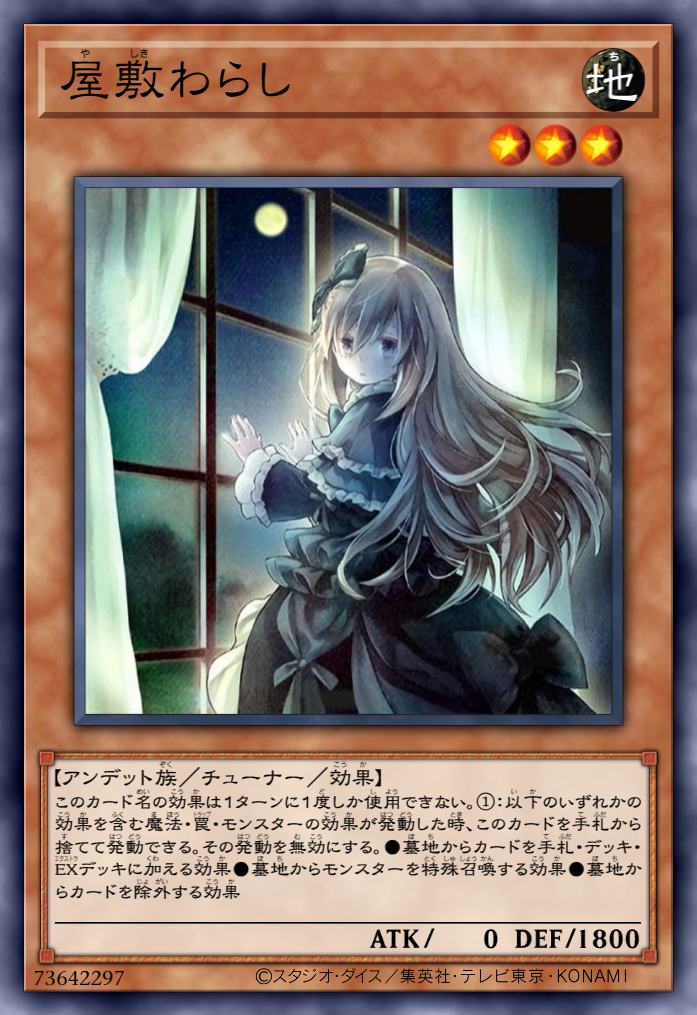 屋敷わらし
地
【アンデット族／チューナー／効果】
このカード名の効果は1ターンに1度しか使用できない。①：以下のいずれかの
効果を含む魔法・罠・モンスターの効果が発動した時、このカードを手札から
捨てて発動できる。その発動を無効にする。●墓地からカードを手札・デッキ・
EXデッキに加える効果●墓地からモンスターを特殊召喚する効果●墓地か
らカードを除外する効果
ATK/ 0 DEF/1800
73642297 ©スタジオ・ダイス／集英社・テレビ東京・KONAMI